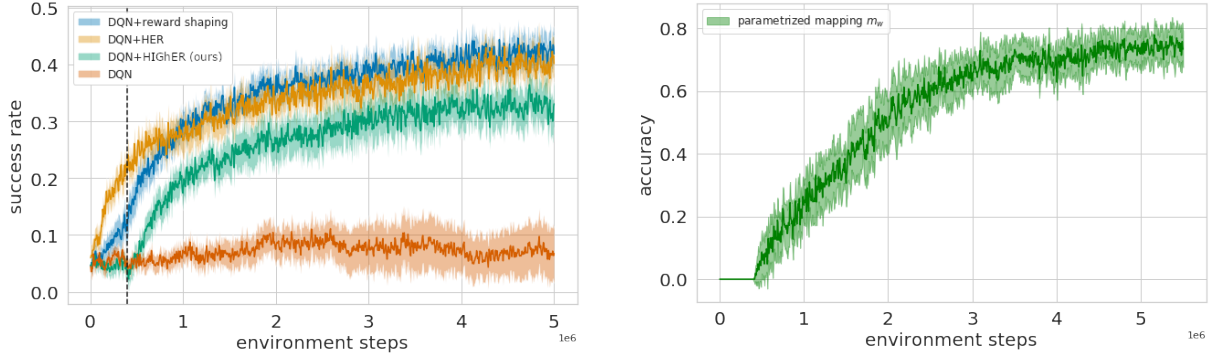 0.5
0.4
0.3
0.2
0.1
0.0
success rate
DQN+reward shaping
DQN+HER
DQN+HIGhER (ours)
DQN
0 1 2 3 4 5
1e6
environment steps
0.8
0.6
0.4
0.2
0.0
accuracy
parametrized mapping m_w
0 1 2 3 4 5
1e6
environment steps